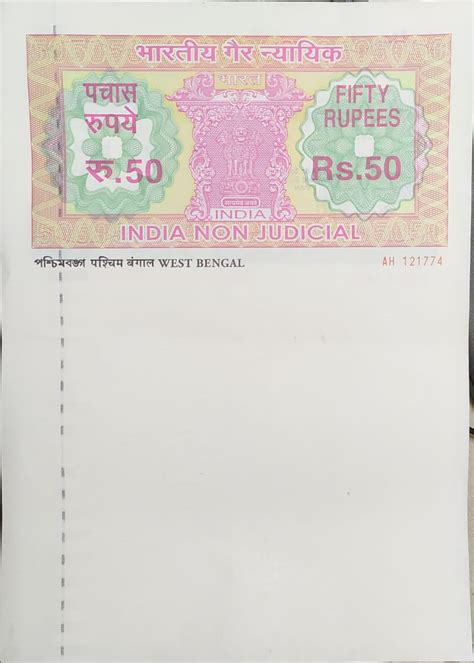 भारतीय गैर न्यायिक
भारत
पचास
रुपये
रु.50
FIFTY
RUPEES
Rs.50
सत्यमेव जयते
INDIA
INDIA NON JUDICIAL
পশ্চিমবঙ্গ पश्चिम बंगाल WEST BENGAL
AH 121774